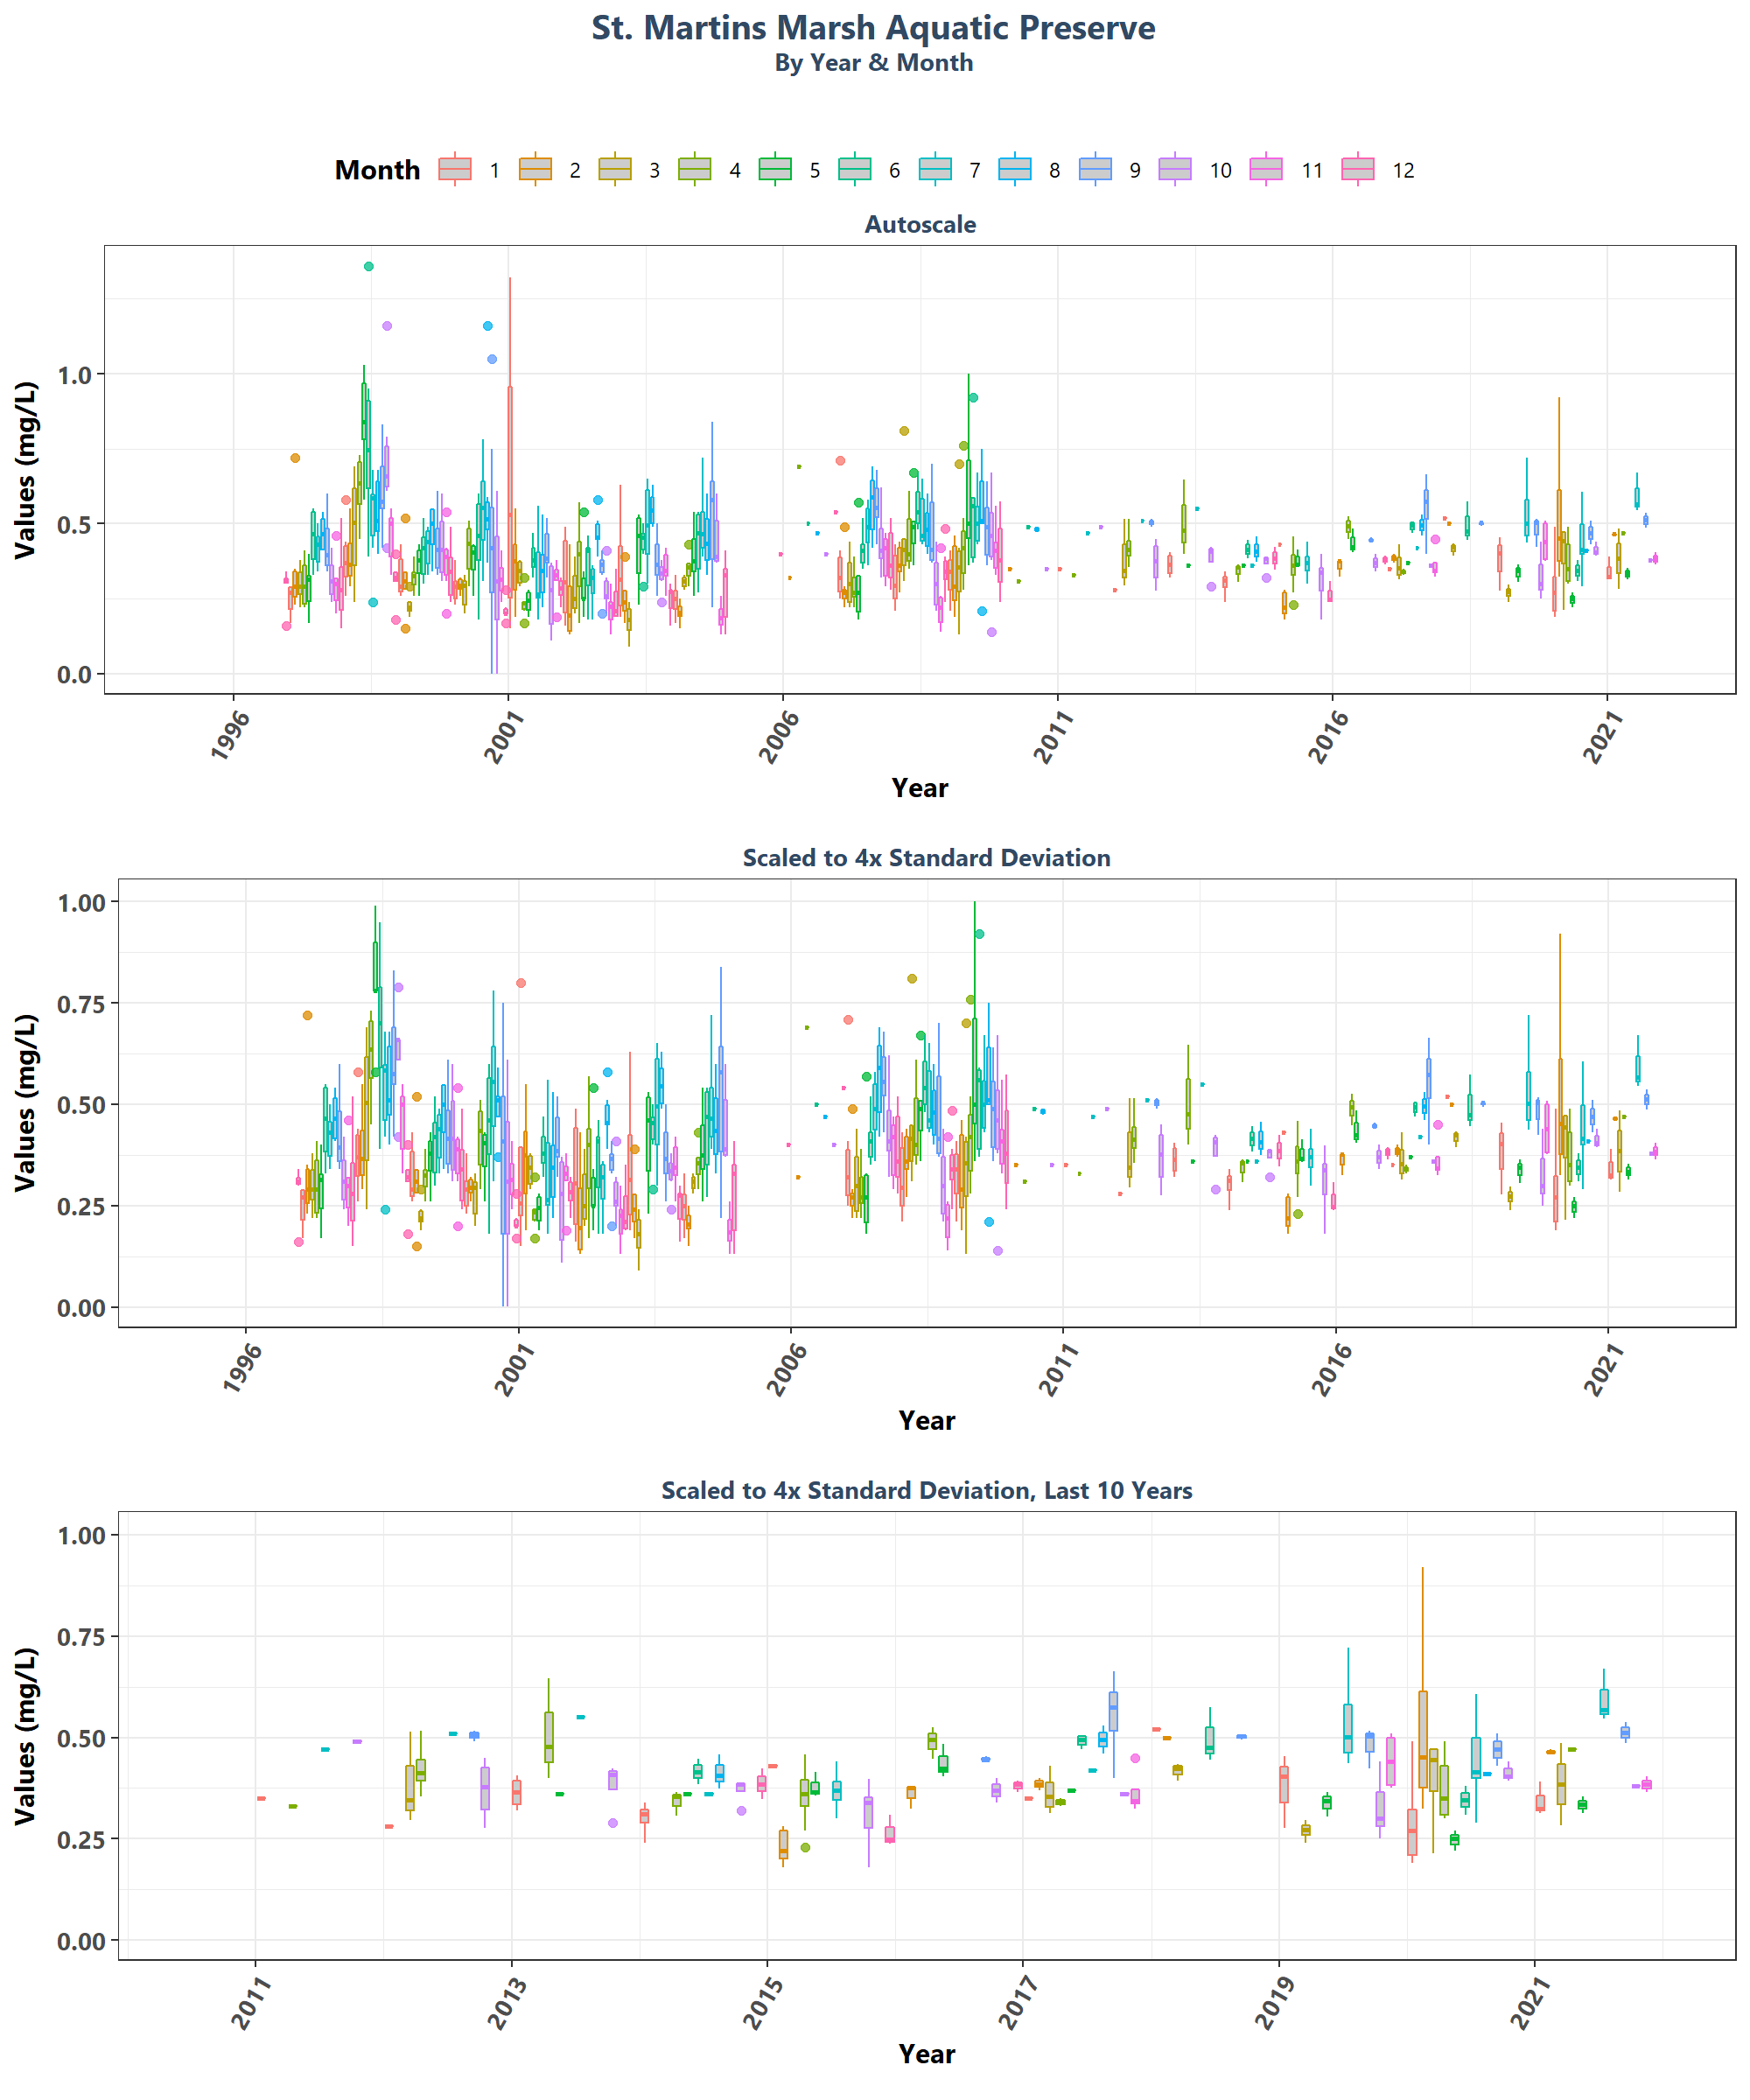 St. Martins Marsh Aquatic Preserve
By Year & Month
Month 1 2 3 4 5 6 7 8 9 10 11 12
Autoscale
Values (mg/L)
1.0
0.5
0.0
1996 2001 2006 2011 2016 2021
Year
Scaled to 4x Standard Deviation
Values (mg/L)
1.00
0.75
0.50
0.25
0.00
1996 2001 2006 2011 2016 2021
Year
Scaled to 4x Standard Deviation, Last 10 Years
Values (mg/L)
1.00
0.75
0.50
0.25
0.00
2011 2013 2015 2017 2019 2021
Year